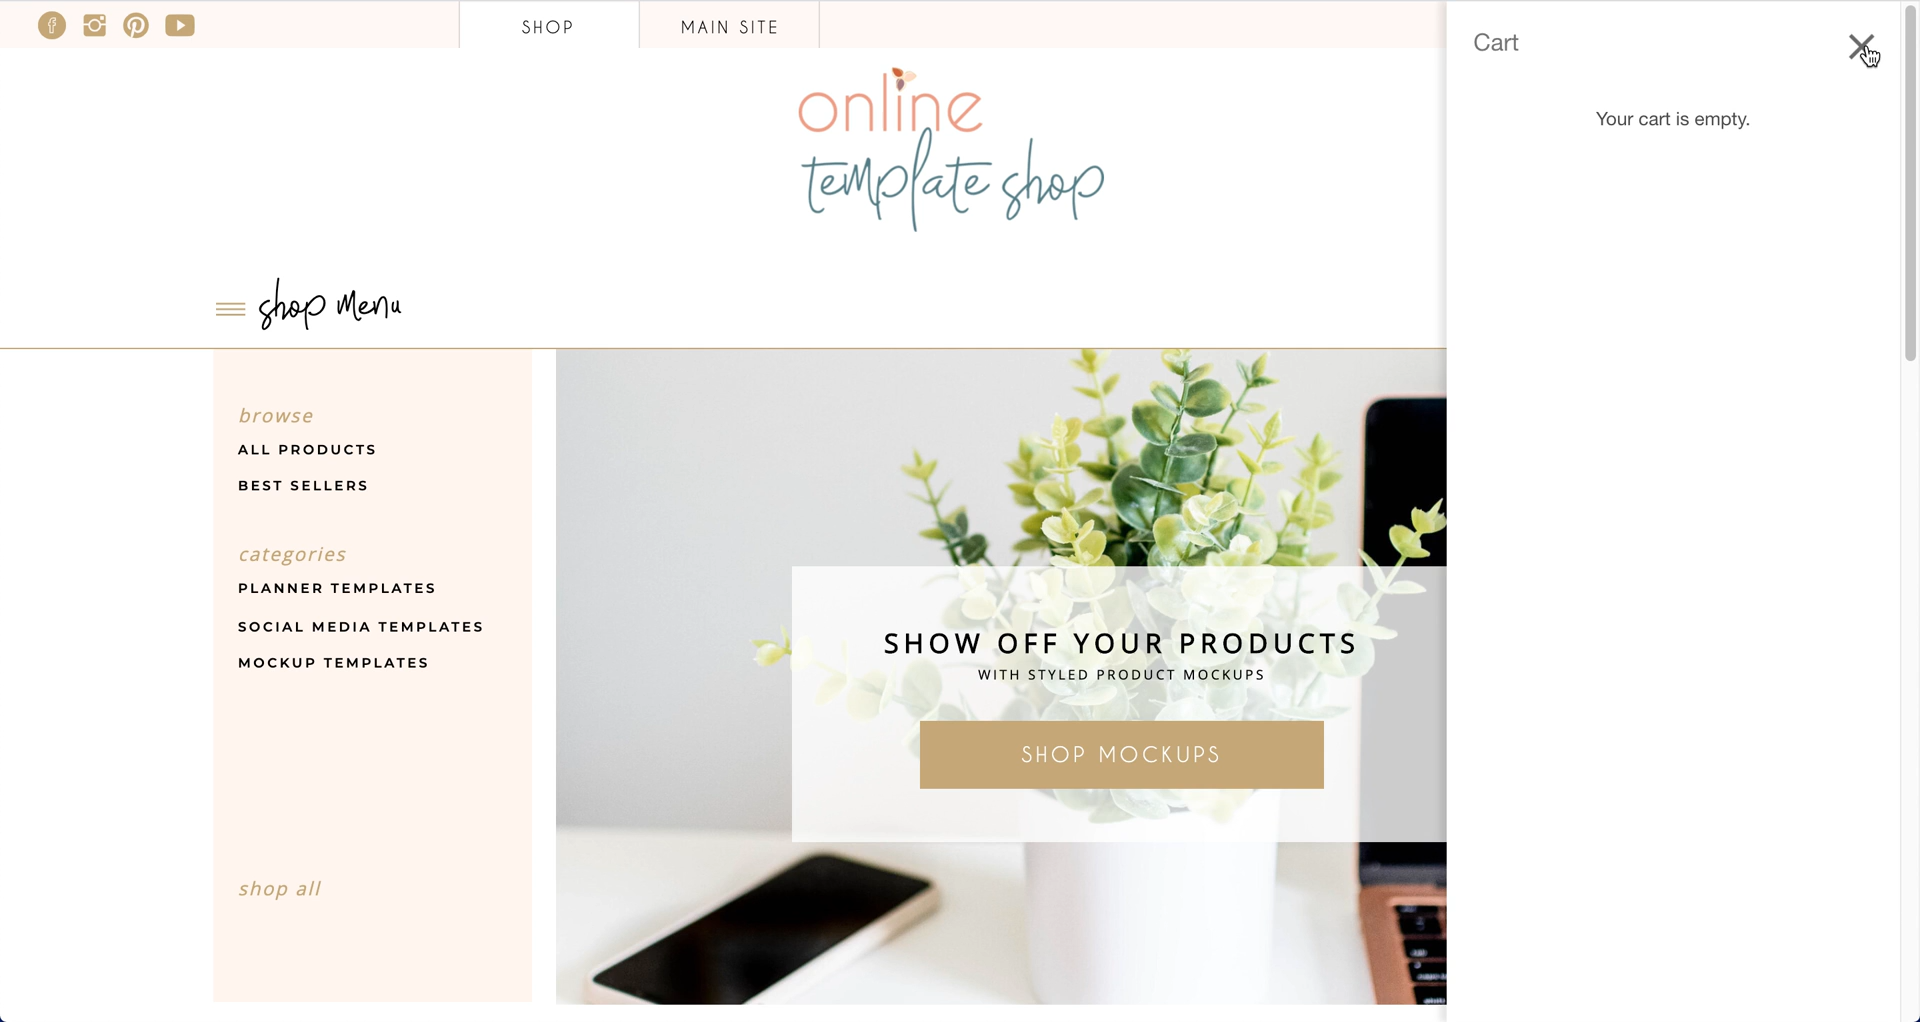 SHOP
MAIN SITE
Cart
Your cart is empty.
online
template shop
shop menu
browse
ALL PRODUCTS
BEST SELLERS
categories
PLANNER TEMPLATES
SOCIAL MEDIA TEMPLATES
MOCKUP TEMPLATES
shop all
SHOW OFF YOUR PRODUCTS
WITH STYLED PRODUCT MOCKUPS
SHOP MOCKUPS